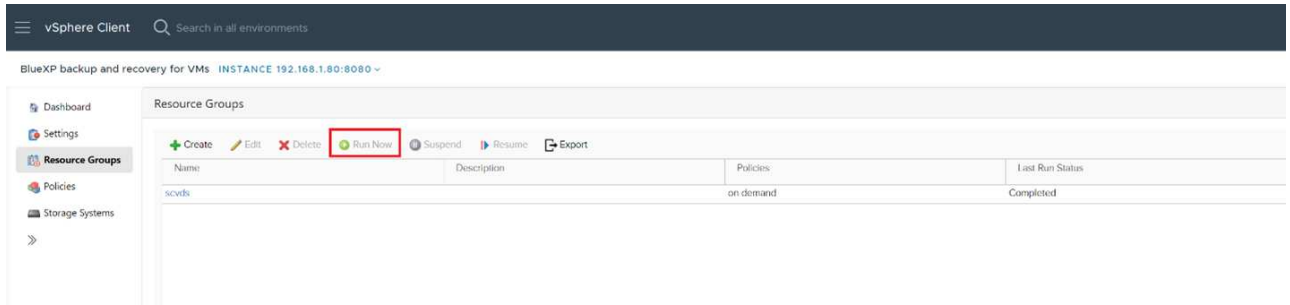 vSphere Client Search in all environments
BlueXP backup and recovery for VMs INSTANCE 192.168.1.80:8080
Dashboard
Settings
Resource Groups
Policies
Storage Systems
Resource Groups
Create Edit Delete Run Now Suspend Resume Export
Name Description Policies Last Run Status
scvds on demand Completed